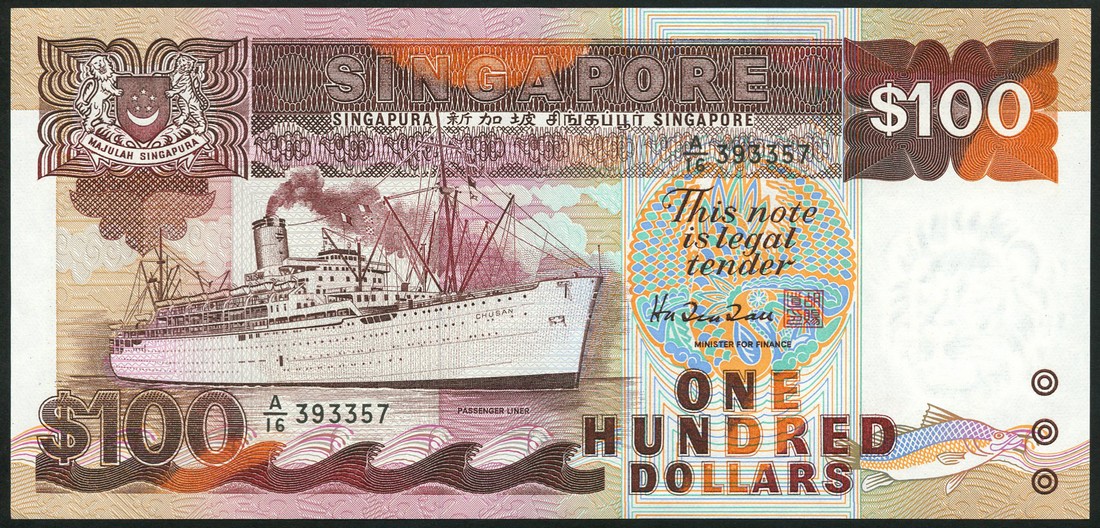 SINGAPORE
SINGAPURA 新加坡 சிங்கப்பூர் SINGAPORE
MAJULAH SINGAPURA
$100
A/16 393357
This note
is legal
tender
CHUSAN
MINISTER FOR FINANCE
$100
A/16 393357
PASSENGER LINER
ONE
HUNDRED
DOLLARS